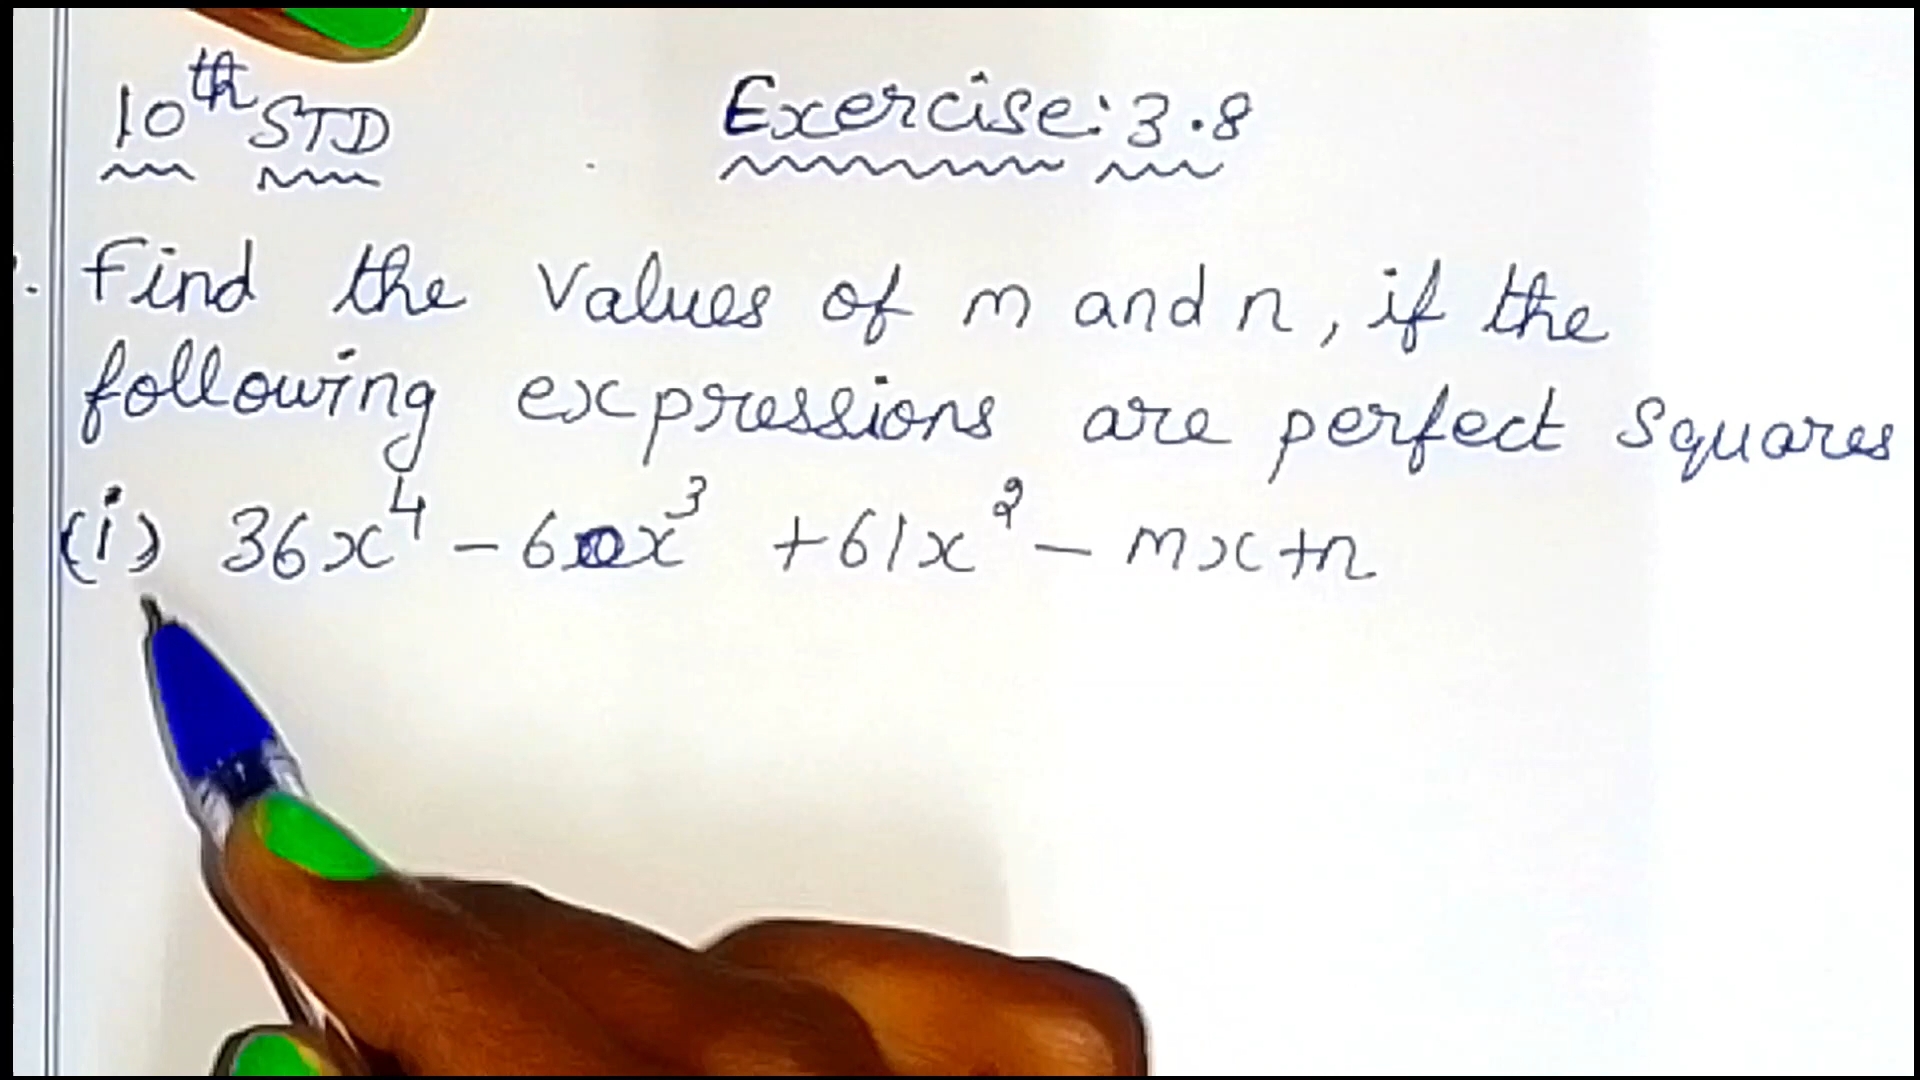 10th STD Exercise: 3.8
. Find the Values of m and n, if the
following expressions are perfect Squares
(i) 36x⁴ - 60x³ + 61x² - mx + n